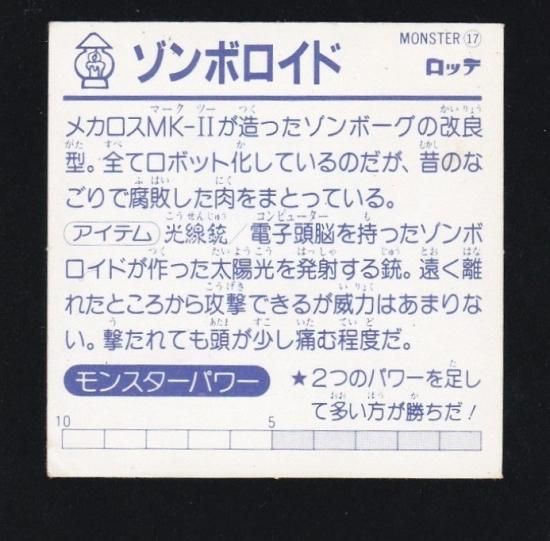 MONSTER ⑰
ゾンボロイド
ロッテ
メカロスMK-IIが造ったゾンボーグの改良
型。全てロボット化しているのだが、昔のな
ごりで腐敗した肉をまとっている。
アイテム 光線銃/電子頭脳を持ったゾンボ
ロイドが作った太陽光を発射する銃。遠く離
れたところから攻撃できるが威力はあまりな
い。撃たれても頭が少し痛む程度だ。
モンスターパワー
★2つのパワーを足し
て多い方が勝ちだ!
10 5